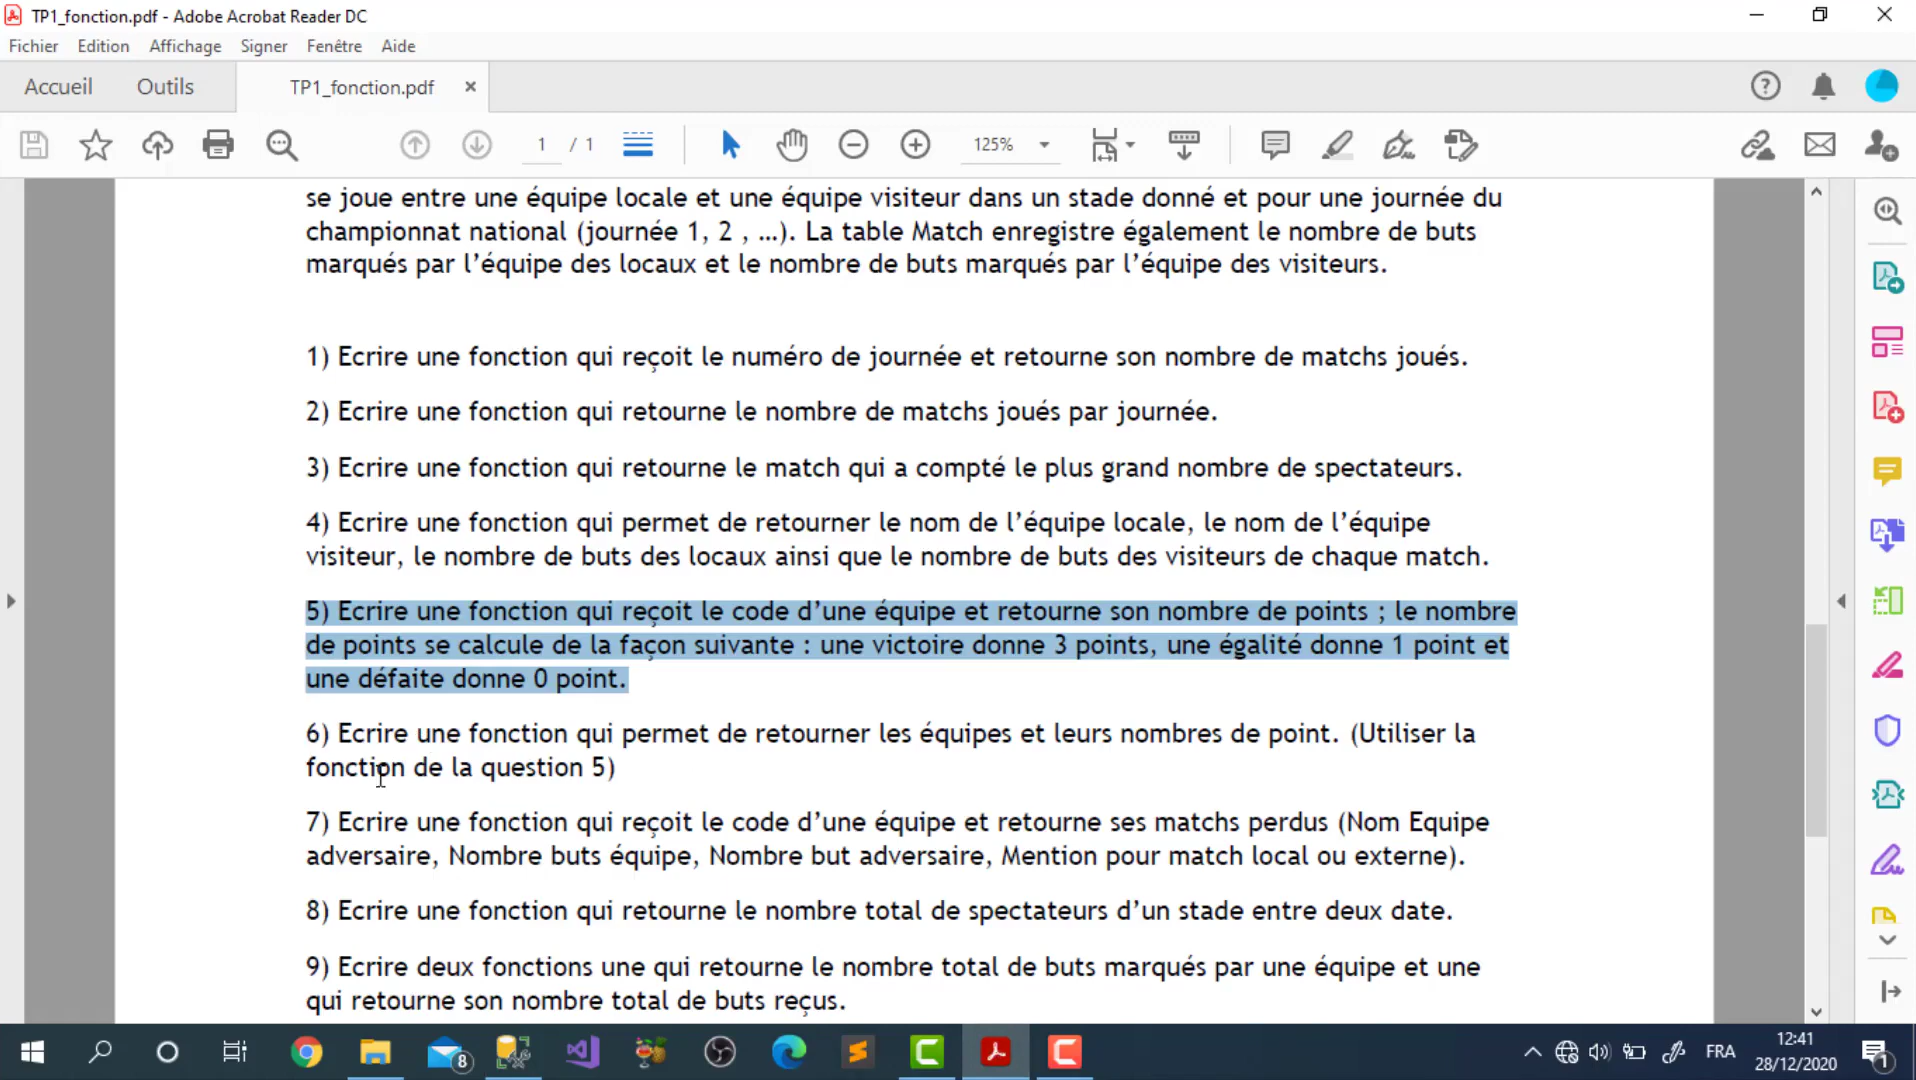 TP1_fonction.pdf - Adobe Acrobat Reader DC
Fichier Edition Affichage Signer Fenêtre Aide
Accueil Outils TP1_fonction.pdf ×
1 / 1 125%
se joue entre une équipe locale et une équipe visiteur dans un stade donné et pour une journée du
championnat national (journée 1, 2 , …). La table Match enregistre également le nombre de buts
marqués par l’équipe des locaux et le nombre de buts marqués par l’équipe des visiteurs.
1) Ecrire une fonction qui reçoit le numéro de journée et retourne son nombre de matchs joués.
2) Ecrire une fonction qui retourne le nombre de matchs joués par journée.
3) Ecrire une fonction qui retourne le match qui a compté le plus grand nombre de spectateurs.
4) Ecrire une fonction qui permet de retourner le nom de l’équipe locale, le nom de l’équipe
visiteur, le nombre de buts des locaux ainsi que le nombre de buts des visiteurs de chaque match.
5) Ecrire une fonction qui reçoit le code d’une équipe et retourne son nombre de points ; le nombre
de points se calcule de la façon suivante : une victoire donne 3 points, une égalité donne 1 point et
une défaite donne 0 point.
6) Ecrire une fonction qui permet de retourner les équipes et leurs nombres de point. (Utiliser la
fonction de la question 5)
7) Ecrire une fonction qui reçoit le code d’une équipe et retourne ses matchs perdus (Nom Equipe
adversaire, Nombre buts équipe, Nombre but adversaire, Mention pour match local ou externe).
8) Ecrire une fonction qui retourne le nombre total de spectateurs d’un stade entre deux date.
9) Ecrire deux fonctions une qui retourne le nombre total de buts marqués par une équipe et une
qui retourne son nombre total de buts reçus.
8
FRA
12:41
28/12/2020
1